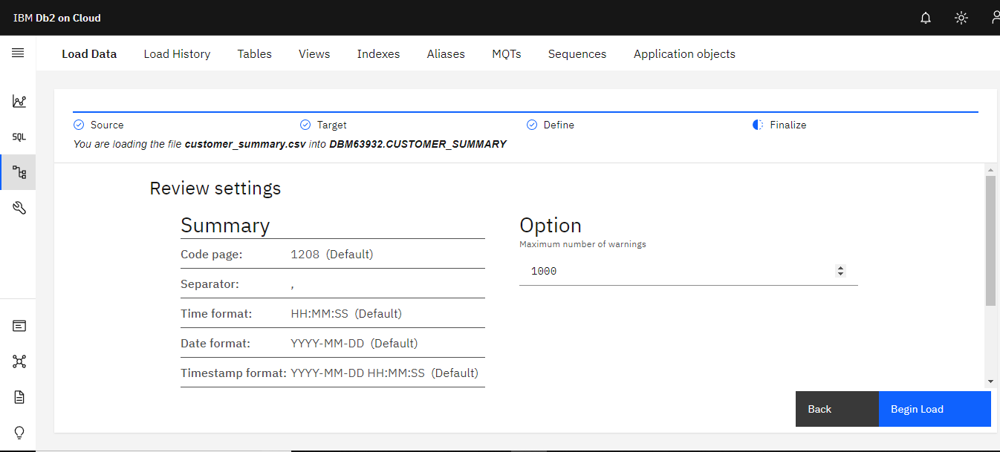 IBM Db2 on Cloud
Load Data Load History Tables Views Indexes Aliases MQTs Sequences Application objects
SQL
Source Target Define Finalize
You are loading the file customer_summary.csv into DBM63932.CUSTOMER_SUMMARY
Review settings
Summary
Code page: 1208 (Default)
Separator: ,
Time format: HH:MM:SS (Default)
Date format: YYYY-MM-DD (Default)
Timestamp format: YYYY-MM-DD HH:MM:SS (Default)
Option
Maximum number of warnings
1000
Back Begin Load